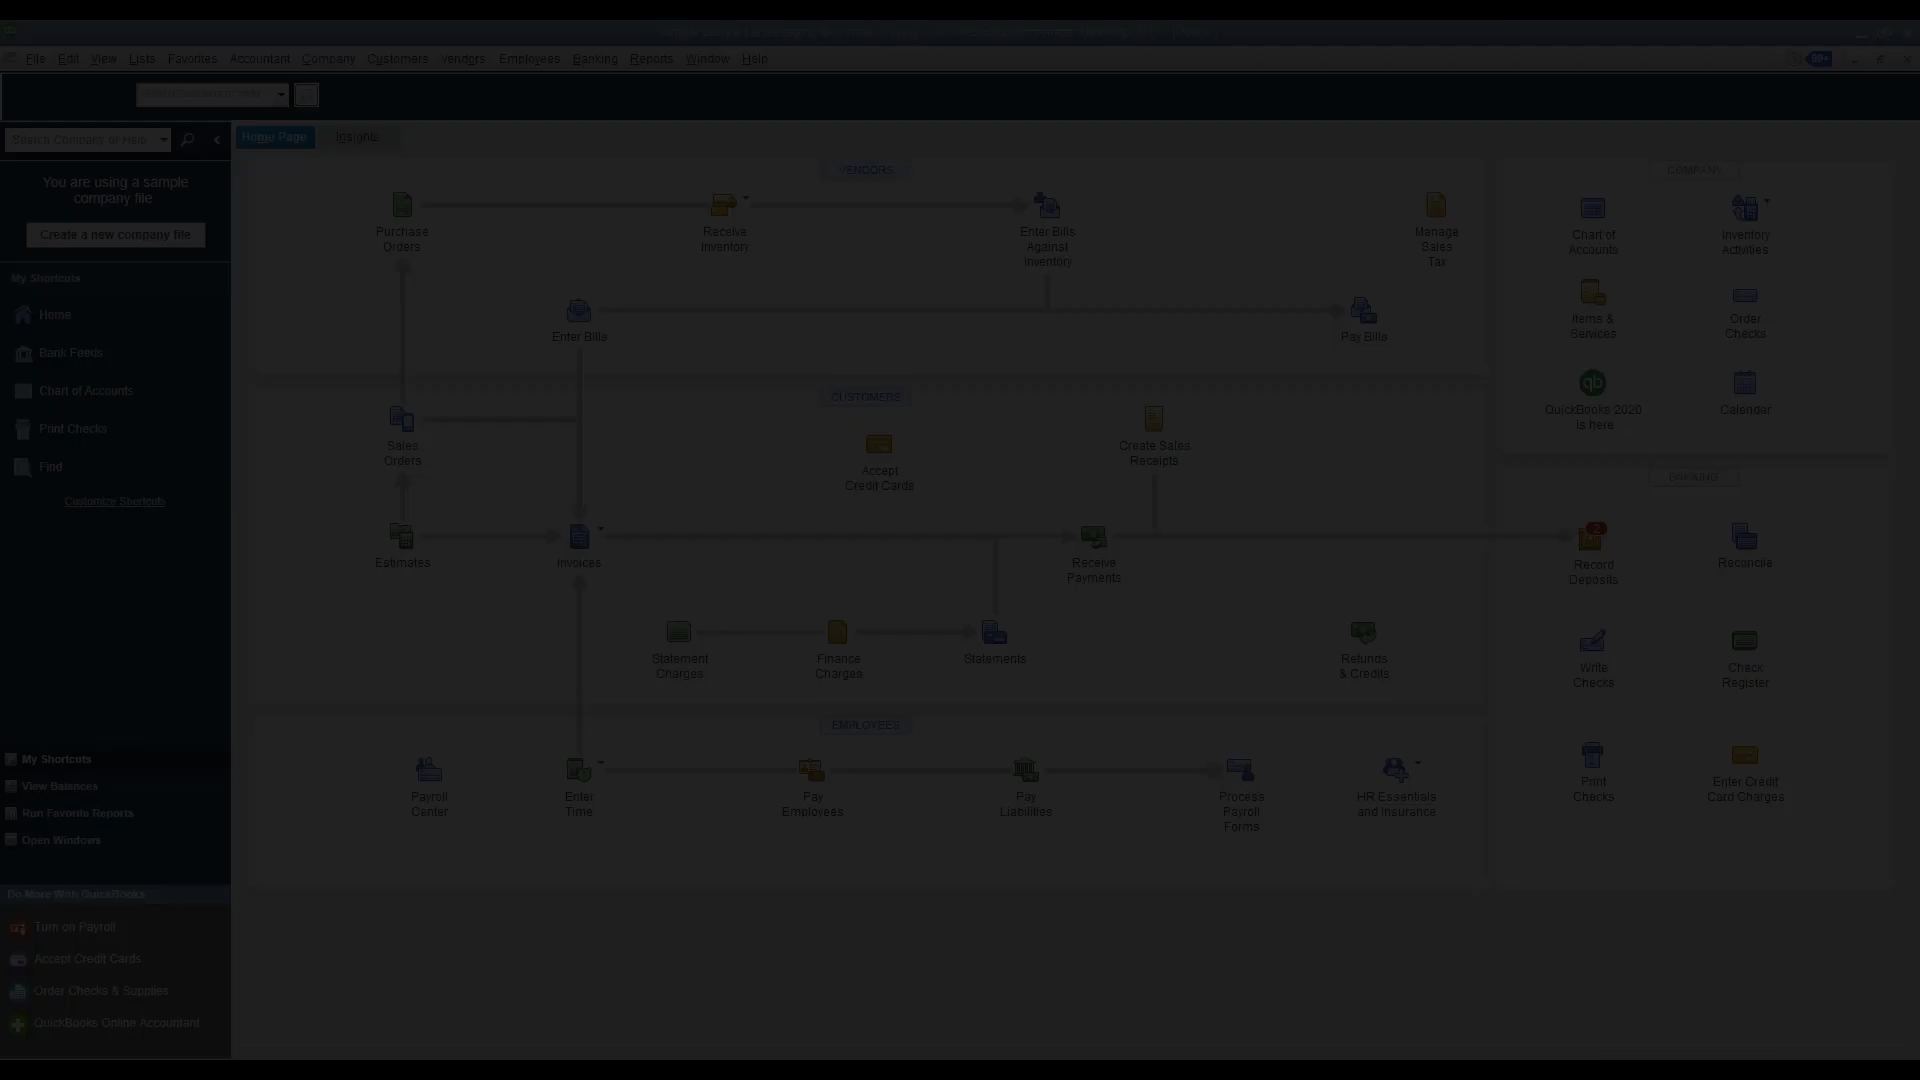 File Edit View Lists Favorites Accountant Company Customers Vendors Employees Banking Reports Window Help
99+
Search Company or Help
Home Page Insights
You are using a sample
company file
Create a new company file
My Shortcuts
Home
Bank Feeds
Chart of Accounts
Print Checks
Find
Customize Shortcuts
My Shortcuts
View Balances
Run Favorite Reports
Open Windows
Do More With QuickBooks
Turn on Payroll
Accept Credit Cards
Order Checks & Supplies
QuickBooks Online Accountant
VENDORS
Purchase
Orders
Receive
Inventory
Enter Bills
Against
Inventory
Manage
Sales
Tax
Enter Bills
Pay Bills
CUSTOMERS
Sales
Orders
Accept
Credit Cards
Create Sales
Receipts
Estimates
Invoices
Receive
Payments
Statement
Charges
Finance
Charges
Statements
Refunds
& Credits
EMPLOYEES
Payroll
Center
Enter
Time
Pay
Employees
Pay
Liabilities
Process
Payroll
Forms
HR Essentials
and Insurance
COMPANY
Chart of
Accounts
Inventory
Activities
Items &
Services
Order
Checks
qb
QuickBooks 2020
is here
Calendar
BANKING
2
Record
Deposits
Reconcile
Write
Checks
Check
Register
Print
Checks
Enter Credit
Card Charges